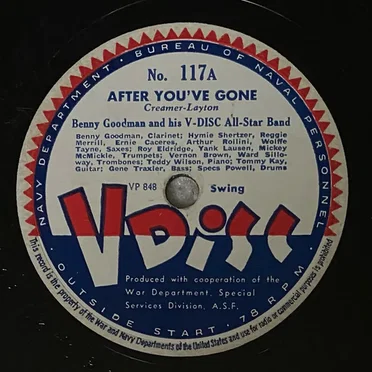 NAVY DEPARTMENT · BUREAU OF NAVAL PERSONNEL
No. 117A
AFTER YOU'VE GONE
Creamer-Layton
Benny Goodman and his V-DISC All-Star Band
Benny Goodman, Clarinet; Hymie Shertzer, Reggie
Merrill, Ernie Caceres, Arthur Rollini, Wolffe
Tayne, Saxes; Roy Eldridge, Yank Lausen, Mickey
McMickle, Trumpets; Vernon Brown, Ward Sillo-
way, Trombones; Teddy Wilson, Piano; Tommy Kay,
Guitar; Gene Traxler, Bass; Specs Powell, Drums
VP 848
Swing
V Disc
Produced with cooperation of the
War Department, Special
Services Division, A.S.F.
OUTSIDE START · 78 RPM
This record is the property of the War and Navy Departments of the United States and use for radio or commercial purposes is prohibited